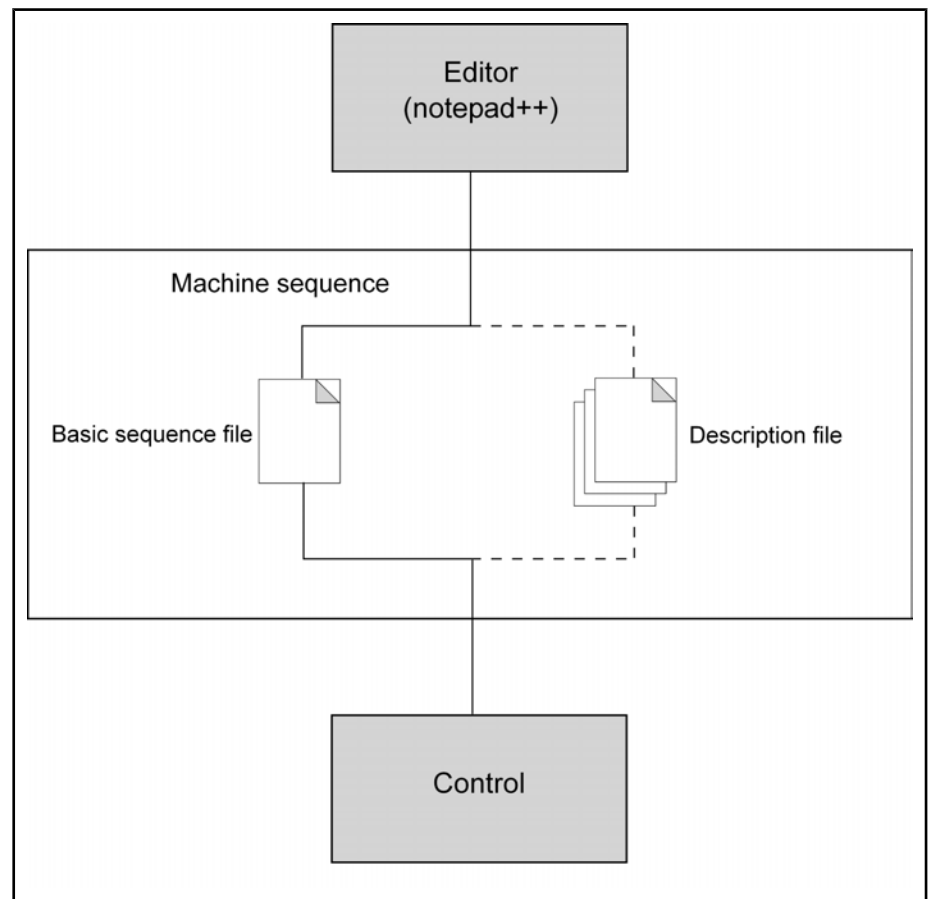 Editor
(notepad++)
Machine sequence
Basic sequence file
Description file
Control